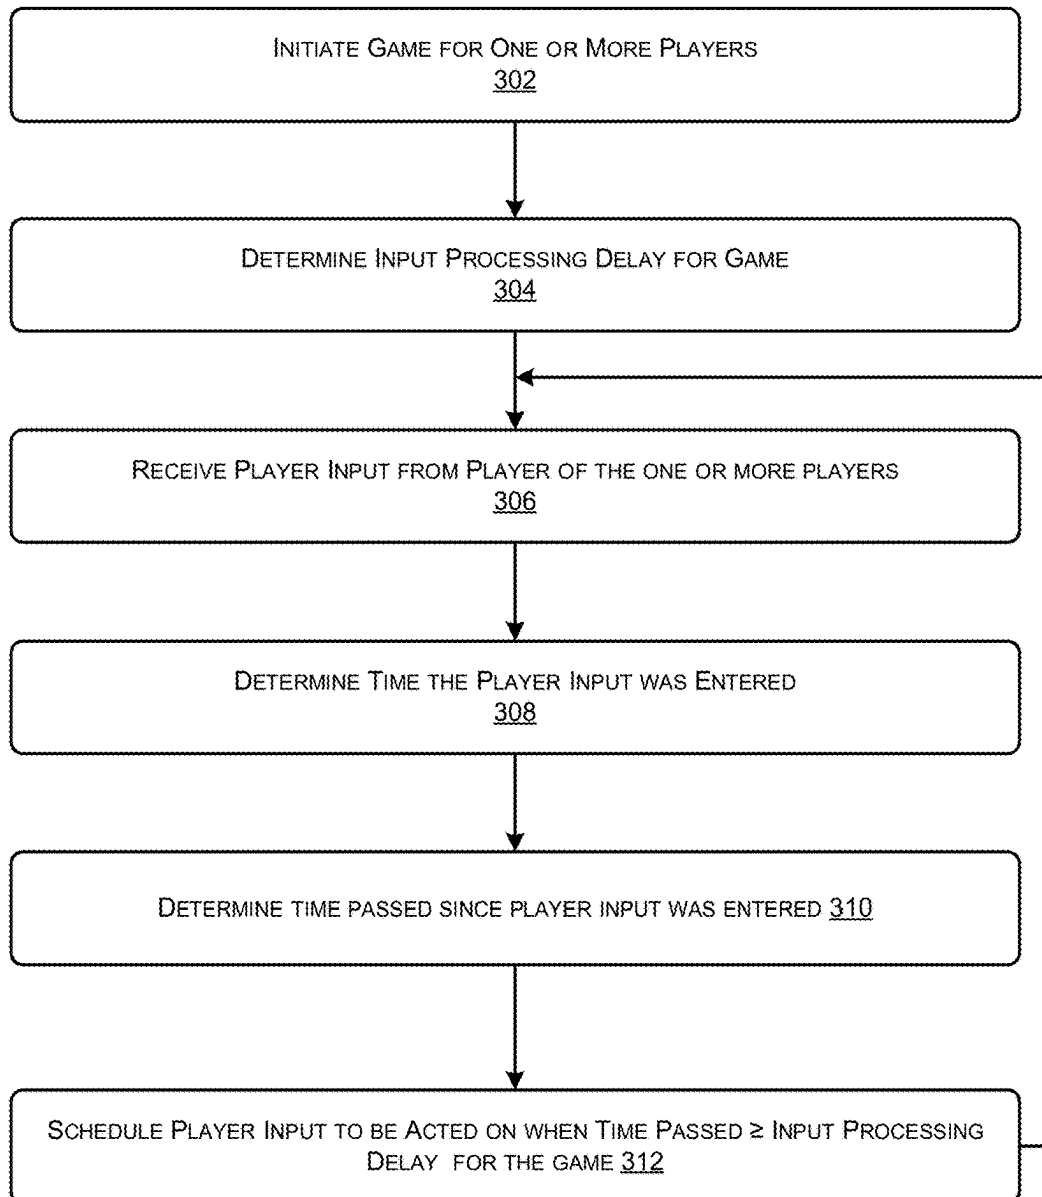 INITIATE GAME FOR ONE OR MORE PLAYERS
302
DETERMINE INPUT PROCESSING DELAY FOR GAME
304
RECEIVE PLAYER INPUT FROM PLAYER OF THE ONE OR MORE PLAYERS
306
DETERMINE TIME THE PLAYER INPUT WAS ENTERED
308
DETERMINE TIME PASSED SINCE PLAYER INPUT WAS ENTERED 310
SCHEDULE PLAYER INPUT TO BE ACTED ON WHEN TIME PASSED ≥ INPUT PROCESSING
DELAY FOR THE GAME 312